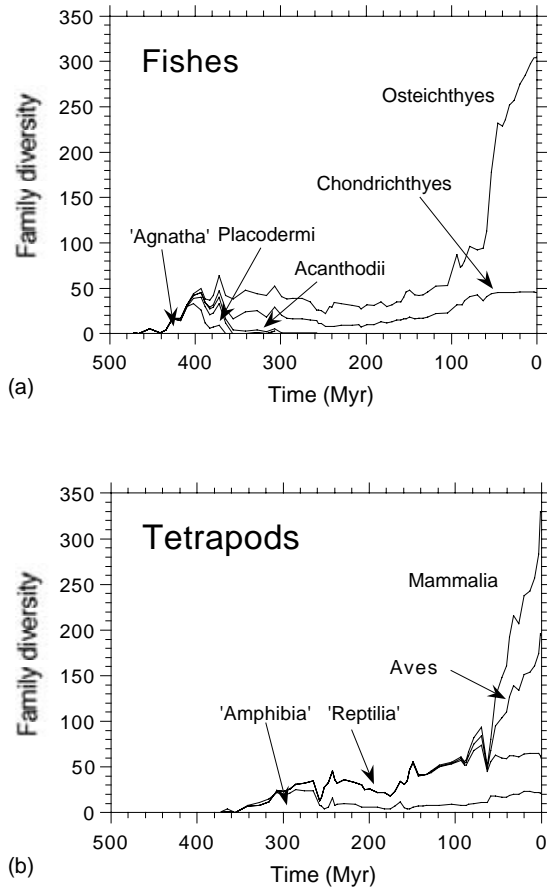 350
300
250
200
150
100
50
0
Family diversity
Fishes
Osteichthyes
Chondrichthyes
'Agnatha' Placodermi
Acanthodii
500 400 300 200 100 0
Time (Myr)
(a)
350
300
250
200
150
100
50
0
Family diversity
Tetrapods
Mammalia
Aves
'Amphibia' 'Reptilia'
500 400 300 200 100 0
Time (Myr)
(b)